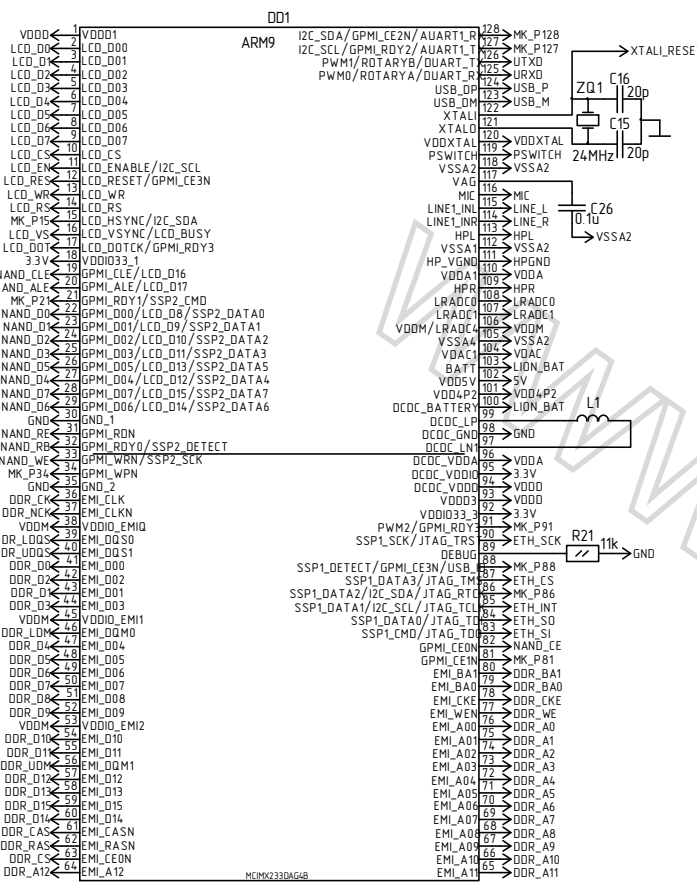 DD1
ARM9
VDDD 1 VDDD1
LCD_D0 2 LCD_D00
LCD_D1 3 LCD_D01
LCD_D2 4 LCD_D02
LCD_D3 5 LCD_D03
LCD_D4 6 LCD_D04
LCD_D5 7 LCD_D05
LCD_D6 8 LCD_D06
LCD_D7 9 LCD_D07
LCD_CS 10 LCD_CS
LCD_EN 11 LCD_ENABLE/I2C_SCL
LCD_RES 12 LCD_RESET/GPMI_CE3N
LCD_WR 13 LCD_WR
LCD_RS 14 LCD_RS
MK_P15 15 LCD_HSYNC/I2C_SDA
LCD_VS 16 LCD_VSYNC/LCD_BUSY
LCD_DOT 17 LCD_DOTCK/GPMI_RDY3
3.3V 18 VDDIO33_1
NAND_CLE 19 GPMI_CLE/LCD_D16
AND_ALE 20 GPMI_ALE/LCD_D17
MK_P21 21 GPMI_RDY1/SSP2_CMD
NAND_D0 22 GPMI_D00/LCD_D8/SSP2_DATA0
NAND_D1 23 GPMI_D01/LCD_D9/SSP2_DATA1
NAND_D2 24 GPMI_D02/LCD_D10/SSP2_DATA2
NAND_D3 25 GPMI_D03/LCD_D11/SSP2_DATA3
NAND_D5 26 GPMI_D05/LCD_D13/SSP2_DATA5
NAND_D4 27 GPMI_D04/LCD_D12/SSP2_DATA4
NAND_D7 28 GPMI_D07/LCD_D15/SSP2_DATA7
NAND_D6 29 GPMI_D06/LCD_D14/SSP2_DATA6
GND 30 GND_1
NAND_RE 31 GPMI_RDN
NAND_RB 32 GPMI_RDY0/SSP2_DETECT
NAND_WE 33 GPMI_WRN/SSP2_SCK
MK_P34 34 GPMI_WPN
GND 35 GND_2
DDR_CK 36 EMI_CLK
DDR_NCK 37 EMI_CLKN
VDDM 38 VDDIO_EMIQ
DR_LDQS 39 EMI_DQS0
DR_UDQS 40 EMI_DQS1
DDR_D0 41 EMI_D00
DDR_D2 42 EMI_D02
DDR_D1 43 EMI_D01
DDR_D3 44 EMI_D03
VDDM 45 VDDIO_EMI1
DDR_LDM 46 EMI_DQM0
DDR_D4 47 EMI_D04
DDR_D5 48 EMI_D05
DDR_D6 49 EMI_D06
DDR_D7 50 EMI_D07
DDR_D8 51 EMI_D08
DDR_D9 52 EMI_D09
VDDM 53 VDDIO_EMI2
DDR_D10 54 EMI_D10
DDR_D11 55 EMI_D11
DDR_UDM 56 EMI_DQM1
DDR_D12 57 EMI_D12
DDR_D13 58 EMI_D13
DDR_D15 59 EMI_D15
DDR_D14 60 EMI_D14
DDR_CAS 61 EMI_CASN
DDR_RAS 62 EMI_RASN
DDR_CS 63 EMI_CE0N
DDR_A12 64 EMI_A12
I2C_SDA/GPMI_CE2N/AUART1_R 128 MK_P128
I2C_SCL/GPMI_RDY2/AUART1_T 127 MK_P127
PWM1/ROTARYB/DUART_TX 126 UTXD
PWM0/ROTARYA/DUART_RX 125 URXD
USB_DP 124 USB_P
USB_DM 123 USB_M
XTALI 122
XTALO 121
VDDXTAL 120 VDDXTAL
PSWITCH 119 PSWITCH
VSSA2 118 VSSA2
VAG 117
MIC 116 MIC
LINE1_INL 115 LINE_L
LINE1_INR 114 LINE_R
HPL 113 HPL
VSSA1 112 VSSA2
HP_VGND 111 HPGND
VDDA1 110 VDDA
HPR 109 HPR
LRADC0 108 LRADC0
LRADC1 107 LRADC1
VDDM/LRADC4 106 VDDM
VSSA4 105 VSSA2
VDAC1 104 VDAC
BATT 103 LION_BAT
VDD5V 102 5V
VDD4P2 101 VDD4P2
DCDC_BATTERY 100 LION_BAT
DCDC_LP 99
DCDC_GND 98 GND
DCDC_LN1 97
DCDC_VDDA 96 VDDA
DCDC_VDDIO 95 3.3V
DCDC_VDDD 94 VDDD
VDDD3 93 VDDD
VDDIO33_3 92 3.3V
PWM2/GPMI_RDY3 91 MK_P91
SSP1_SCK/JTAG_TRS 90 ETH_SCK
DEBUG 89
SSP1_DETECT/GPMI_CE3N/USB_I 88 MK_P88
SSP1_DATA3/JTAG_TMS 87 ETH_CS
SSP1_DATA2/I2C_SDA/JTAG_RTC 86 MK_P86
SSP1_DATA1/I2C_SCL/JTAG_TCL 85 ETH_INT
SSP1_DATA0/JTAG_TDI 84 ETH_SO
SSP1_CMD/JTAG_TDO 83 ETH_SI
GPMI_CE0N 82 NAND_CE
GPMI_CE1N 81 MK_P81
EMI_BA1 80 DDR_BA1
EMI_BA0 79 DDR_BA0
EMI_CKE 78 DDR_CKE
EMI_WEN 77 DDR_WE
EMI_A00 76 DDR_A0
EMI_A01 75 DDR_A1
EMI_A02 74 DDR_A2
EMI_A03 73 DDR_A3
EMI_A04 72 DDR_A4
EMI_A05 71 DDR_A5
EMI_A06 70 DDR_A6
EMI_A07 69 DDR_A7
EMI_A08 68 DDR_A8
EMI_A09 67 DDR_A9
EMI_A10 66 DDR_A10
EMI_A11 65 DDR_A11
MCIMX233DAG4B
XTALI_RESE
ZQ1
24MHz
C16
20p
C15
20p
C26
0.1u
VSSA2
L1
R21
11k
GND
WW